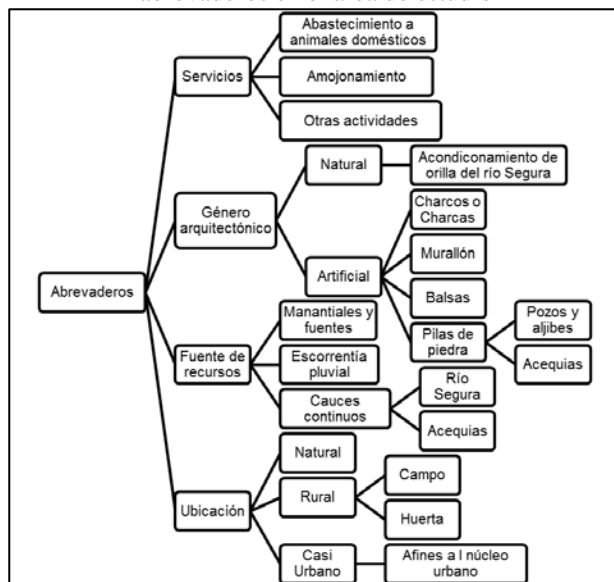 Abastecimiento a
animales domésticos
Servicios
Amojonamiento
Otras actividades
Natural
Acondiconamiento de
orilla del río Segura
Género
arquitectónico
Charcos o
Charcas
Murallón
Artificial
Balsas
Abrevaderos
Pilas de
piedra
Pozos y
aljibes
Acequias
Manantiales y
fuentes
Fuente de
recursos
Escorrentía
pluvial
Cauces
continuos
Río
Segura
Acequias
Natural
Ubicación
Rural
Campo
Huerta
Casi
Urbano
Afines a l núcleo
urbano